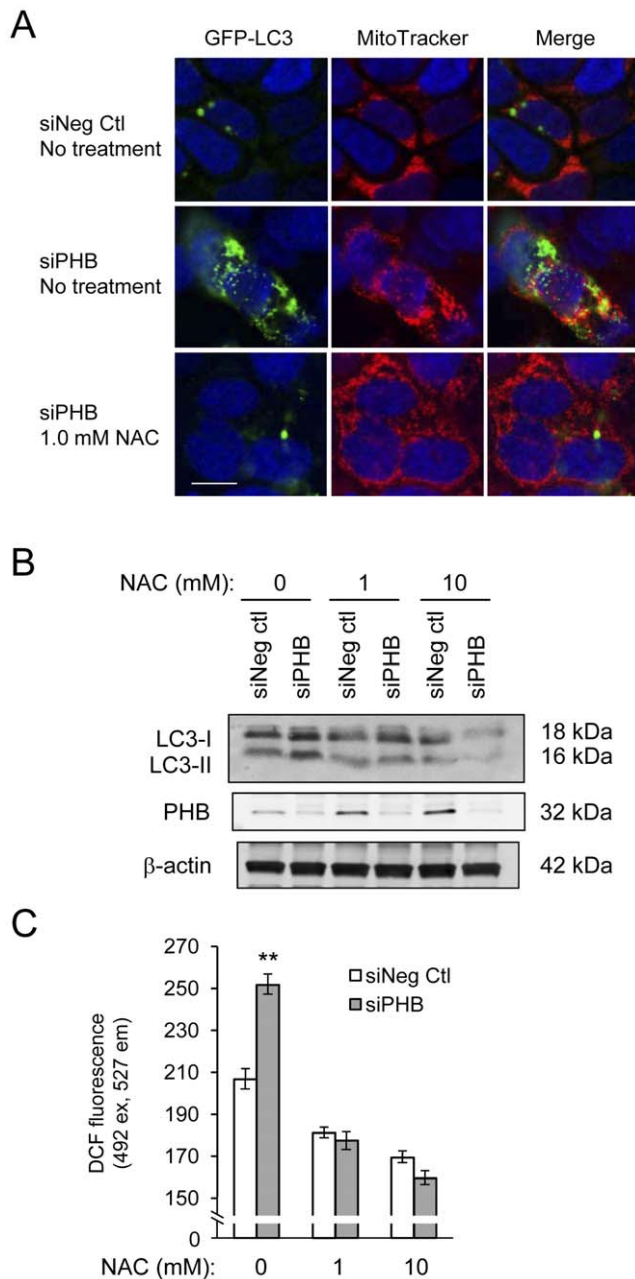 A
GFP-LC3 MitoTracker Merge
siNeg Ctl
No treatment
siPHB
No treatment
siPHB
1.0 mM NAC
B
NAC (mM): 0 1 10
siNeg ctl siPHB siNeg ctl siPHB siNeg ctl siPHB
LC3-I 18 kDa
LC3-II 16 kDa
PHB 32 kDa
β-actin 42 kDa
C
270
250
230
210
190
170
150
0
DCF fluorescence
(492 ex, 527 em)
**
siNeg Ctl
siPHB
NAC (mM): 0 1 10